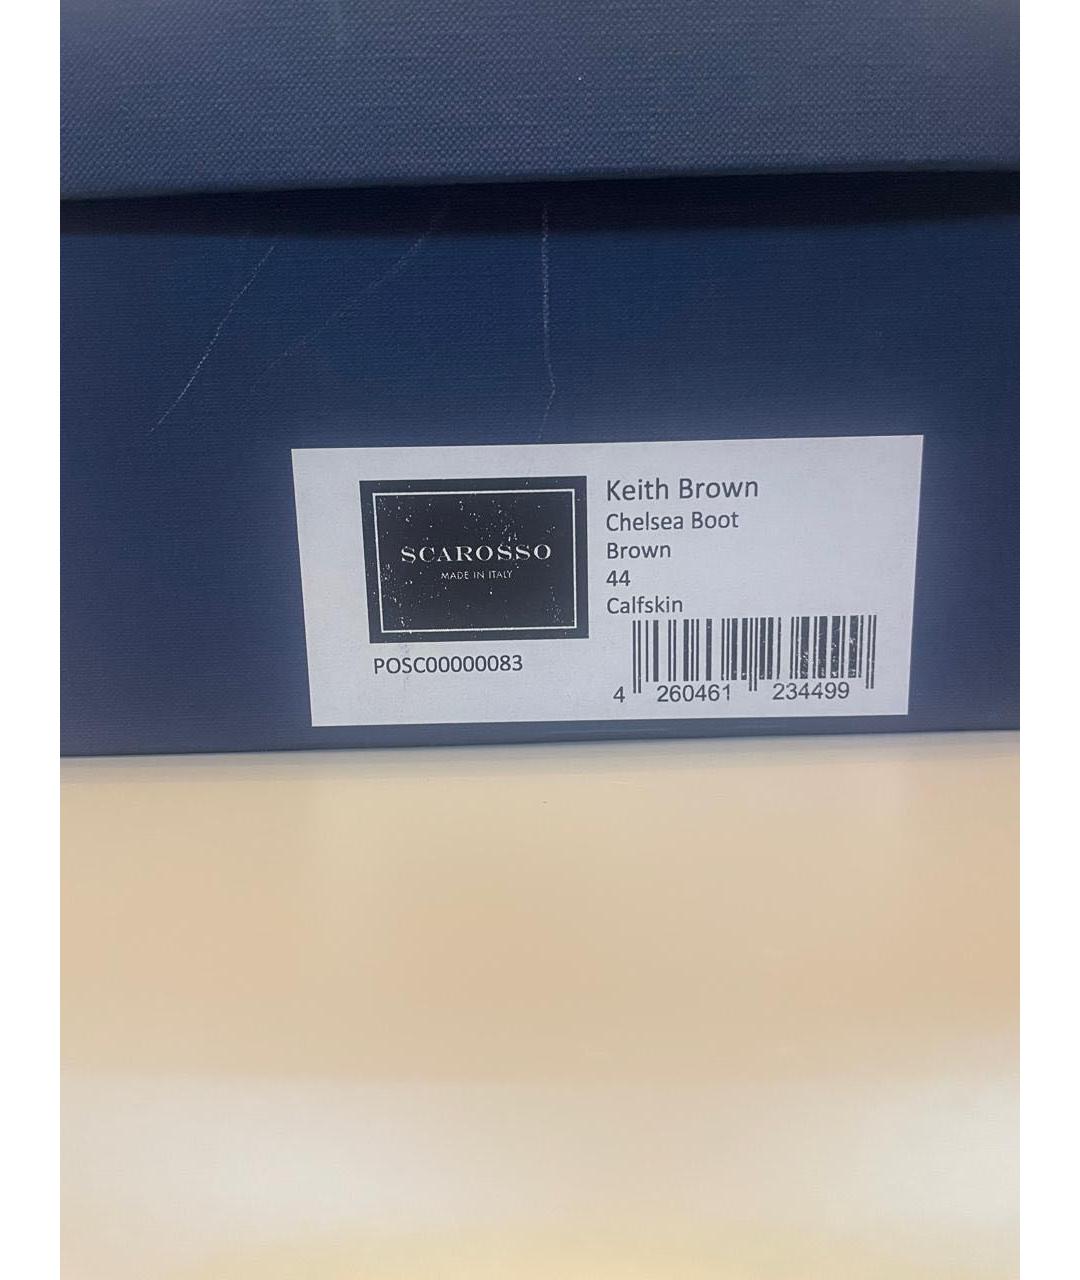 Keith Brown
Chelsea Boot
Brown
44
Calfskin
SCAROSSO
MADE IN ITALY
POSC00000083
4 260461 234499